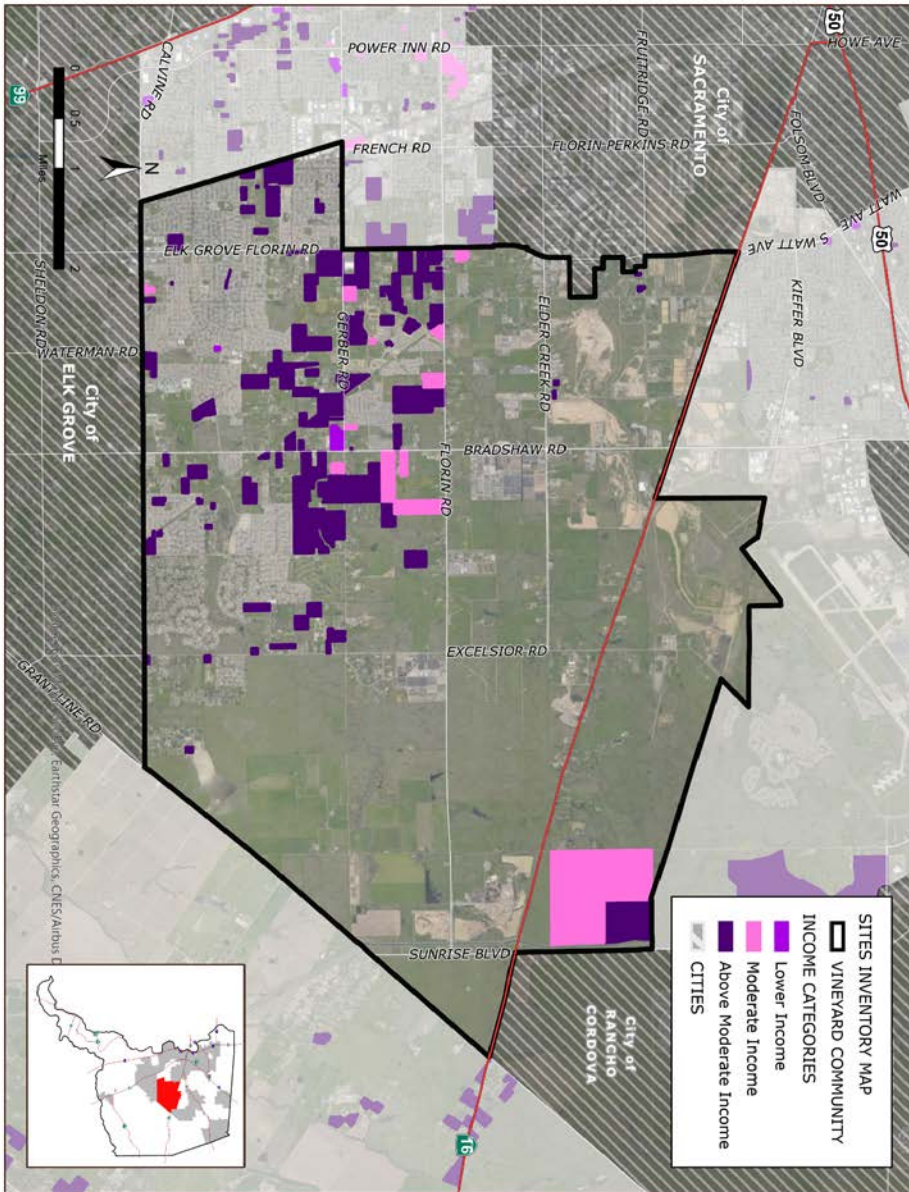 SITES INVENTORY MAP
VINEYARD COMMUNITY
INCOME CATEGORIES
Lower Income
Moderate Income
Above Moderate Income
CITIES
City of
RANCHO
CORDOVA
City of
SACRAMENTO
City of
ELK GROVE
50
50
16
99
HOWE AVE
FOLSOM BLVD
WATT AVE
S WATT AVE
KIEFER BLVD
POWER INN RD
FRUITRIDGE RD
FLORIN PERKINS RD
FRENCH RD
CALVINE RD
ELK GROVE FLORIN RD
ELDER CREEK RD
GERBER RD
FLORIN RD
BRADSHAW RD
WATERMAN RD
SHELDON RD
EXCELSIOR RD
GRANT LINE RD
SUNRISE BLVD
N
0
0.5
1
2
Miles
Earthstar Geographics, CNES/Airbus D